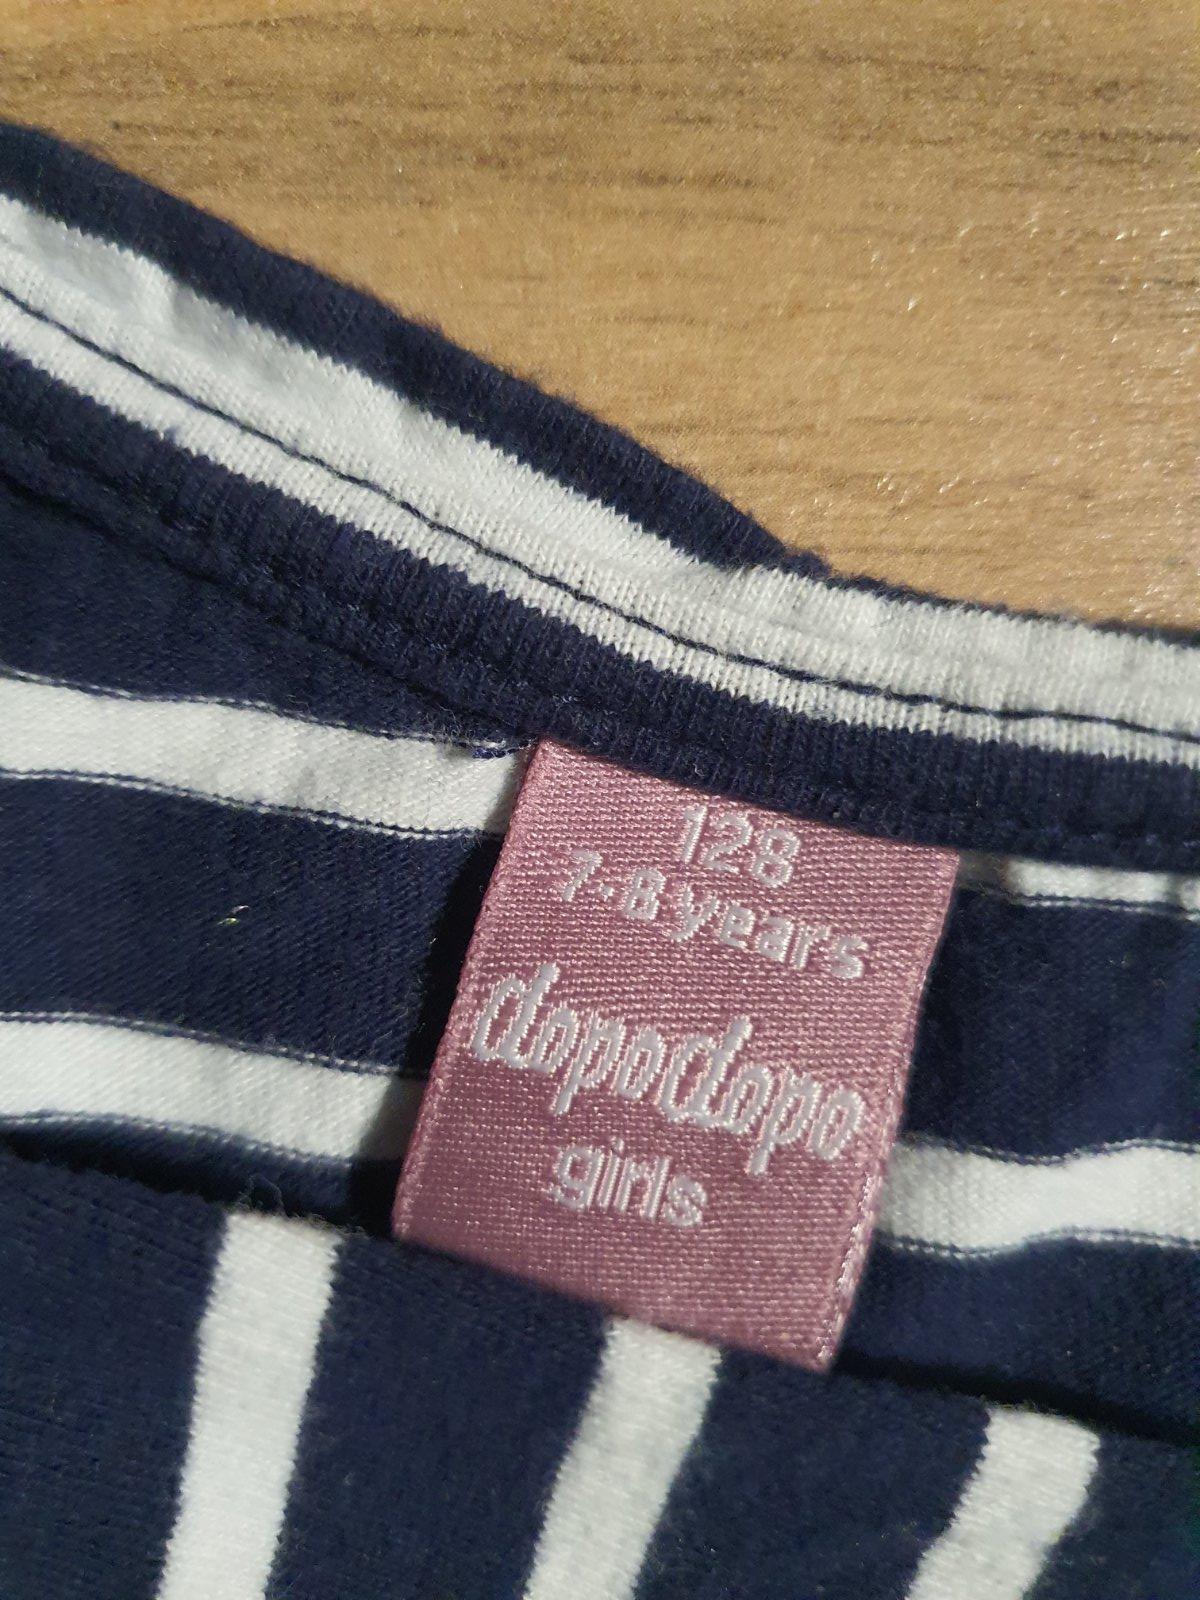 128
7-8 years
dopodopo
girls